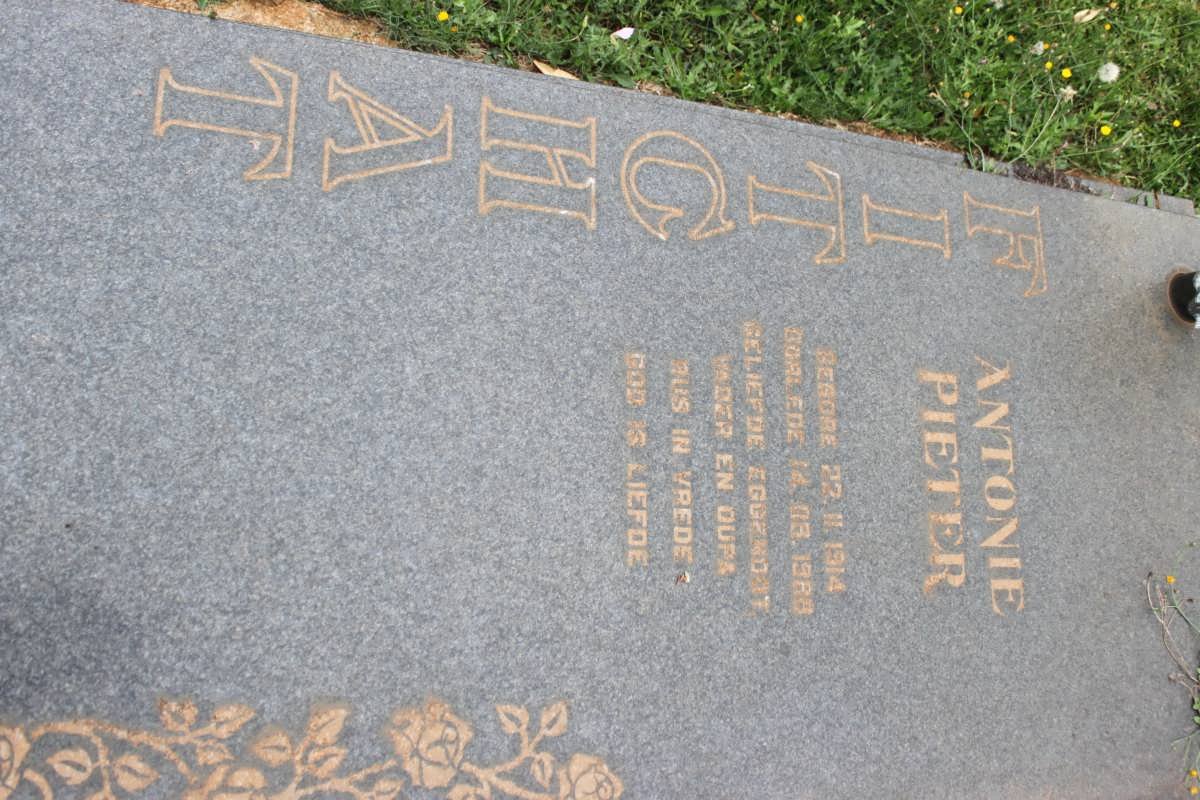 FITCHAT
ANTONIE
PIETER
GEBORE 22 11 1914
OORLEDE 14. 08. 1988
GELIEFDE EGGENOOT
VADER EN OUPA
RUS IN VREDE
GOD IS LIEFDE